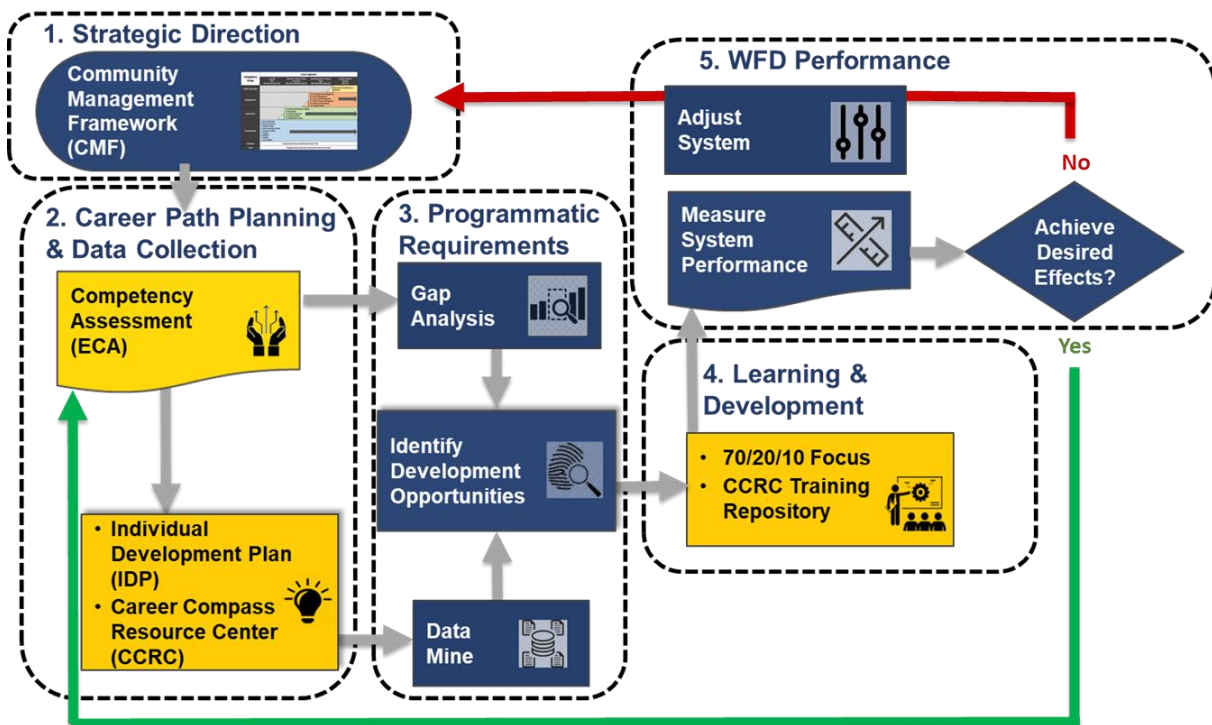 1. Strategic Direction
Community
Management
Framework
(CMF)
2. Career Path Planning
& Data Collection
Competency
Assessment
(ECA)
• Individual
Development Plan
(IDP)
• Career Compass
Resource Center
(CCRC)
3. Programmatic
Requirements
Gap
Analysis
Identify
Development
Opportunities
Data
Mine
4. Learning &
Development
• 70/20/10 Focus
• CCRC Training
Repository
5. WFD Performance
Adjust
System
Measure
System
Performance
Achieve
Desired
Effects?
No
Yes